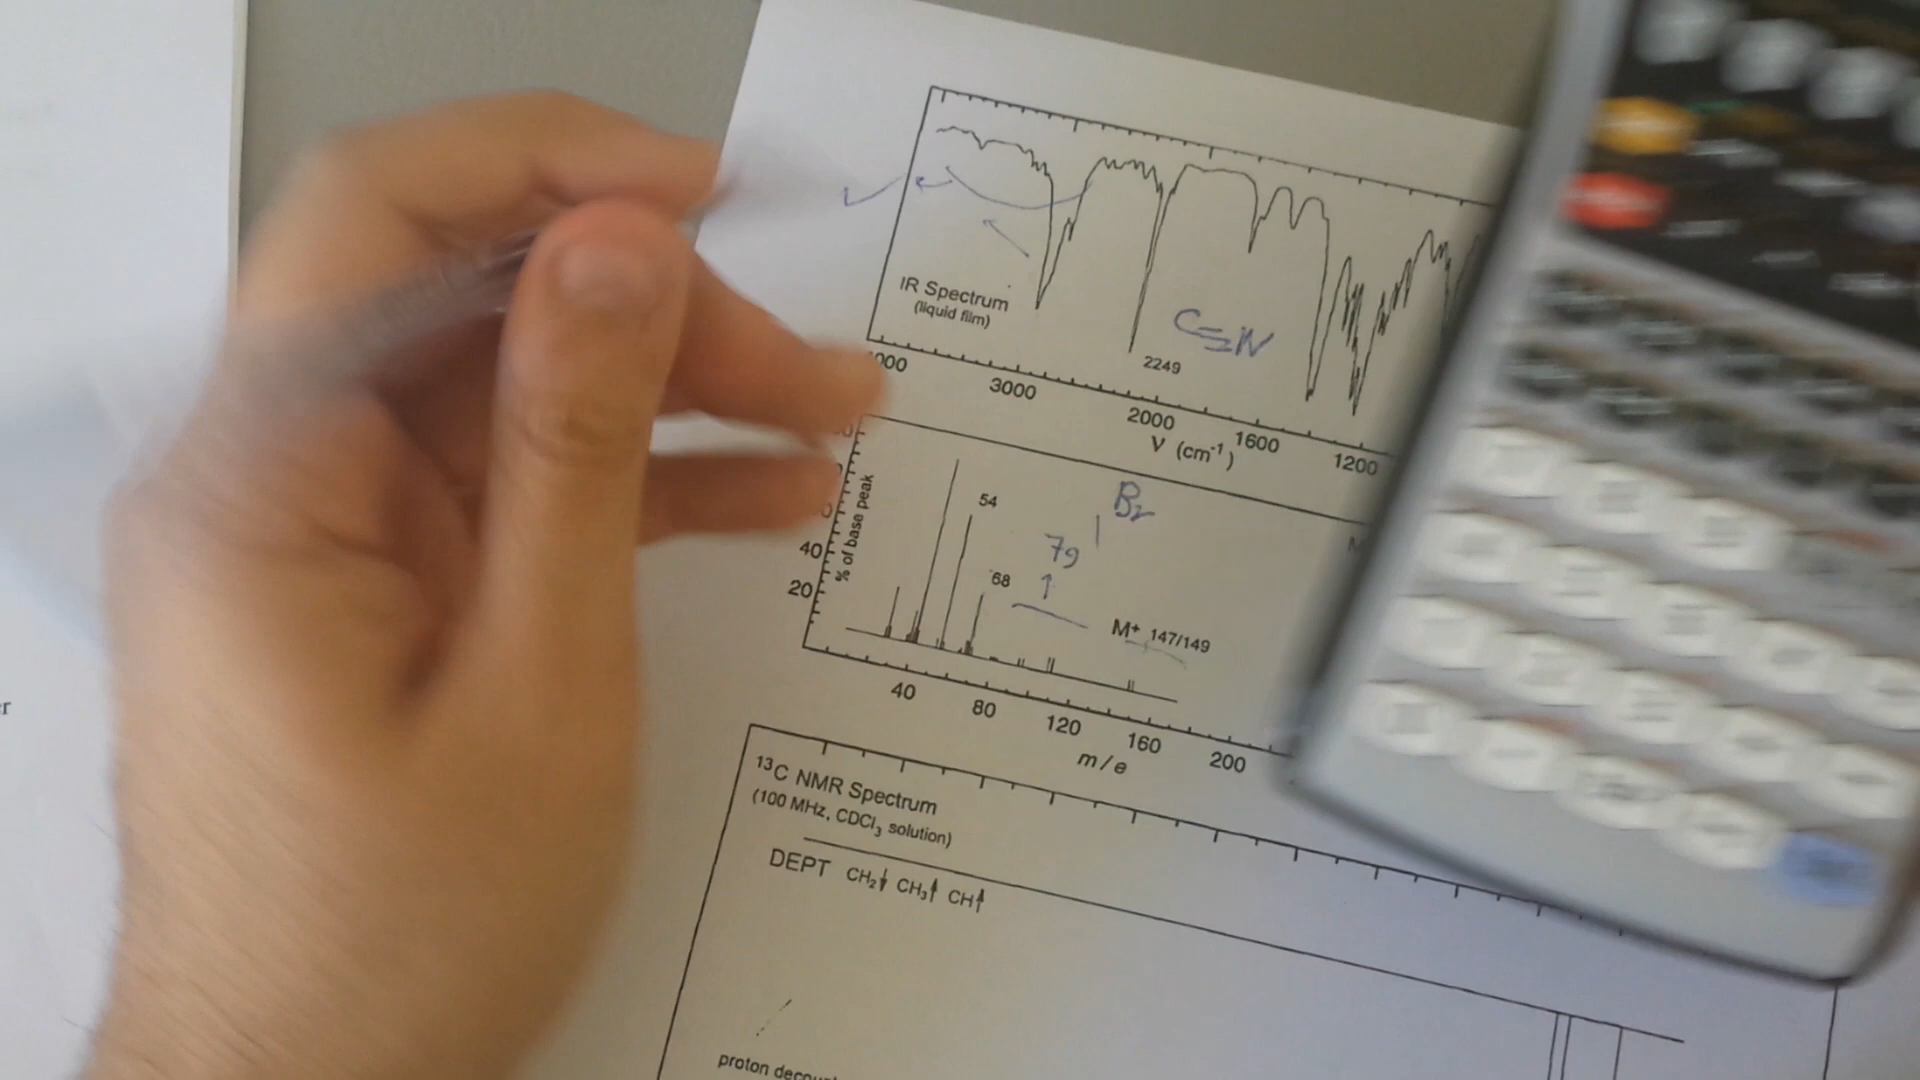 IR Spectrum
(liquid film)
C≡N
2249
3000
2000
1600
1200
V (cm-1)
40
20
% of base peak
54
68
79
Br
M+ 147/149
40
80
120
160
200
m/e
13C NMR Spectrum
(100 MHz, CDCl3 solution)
DEPT CH2↓ CH3↑ CH↑
proton